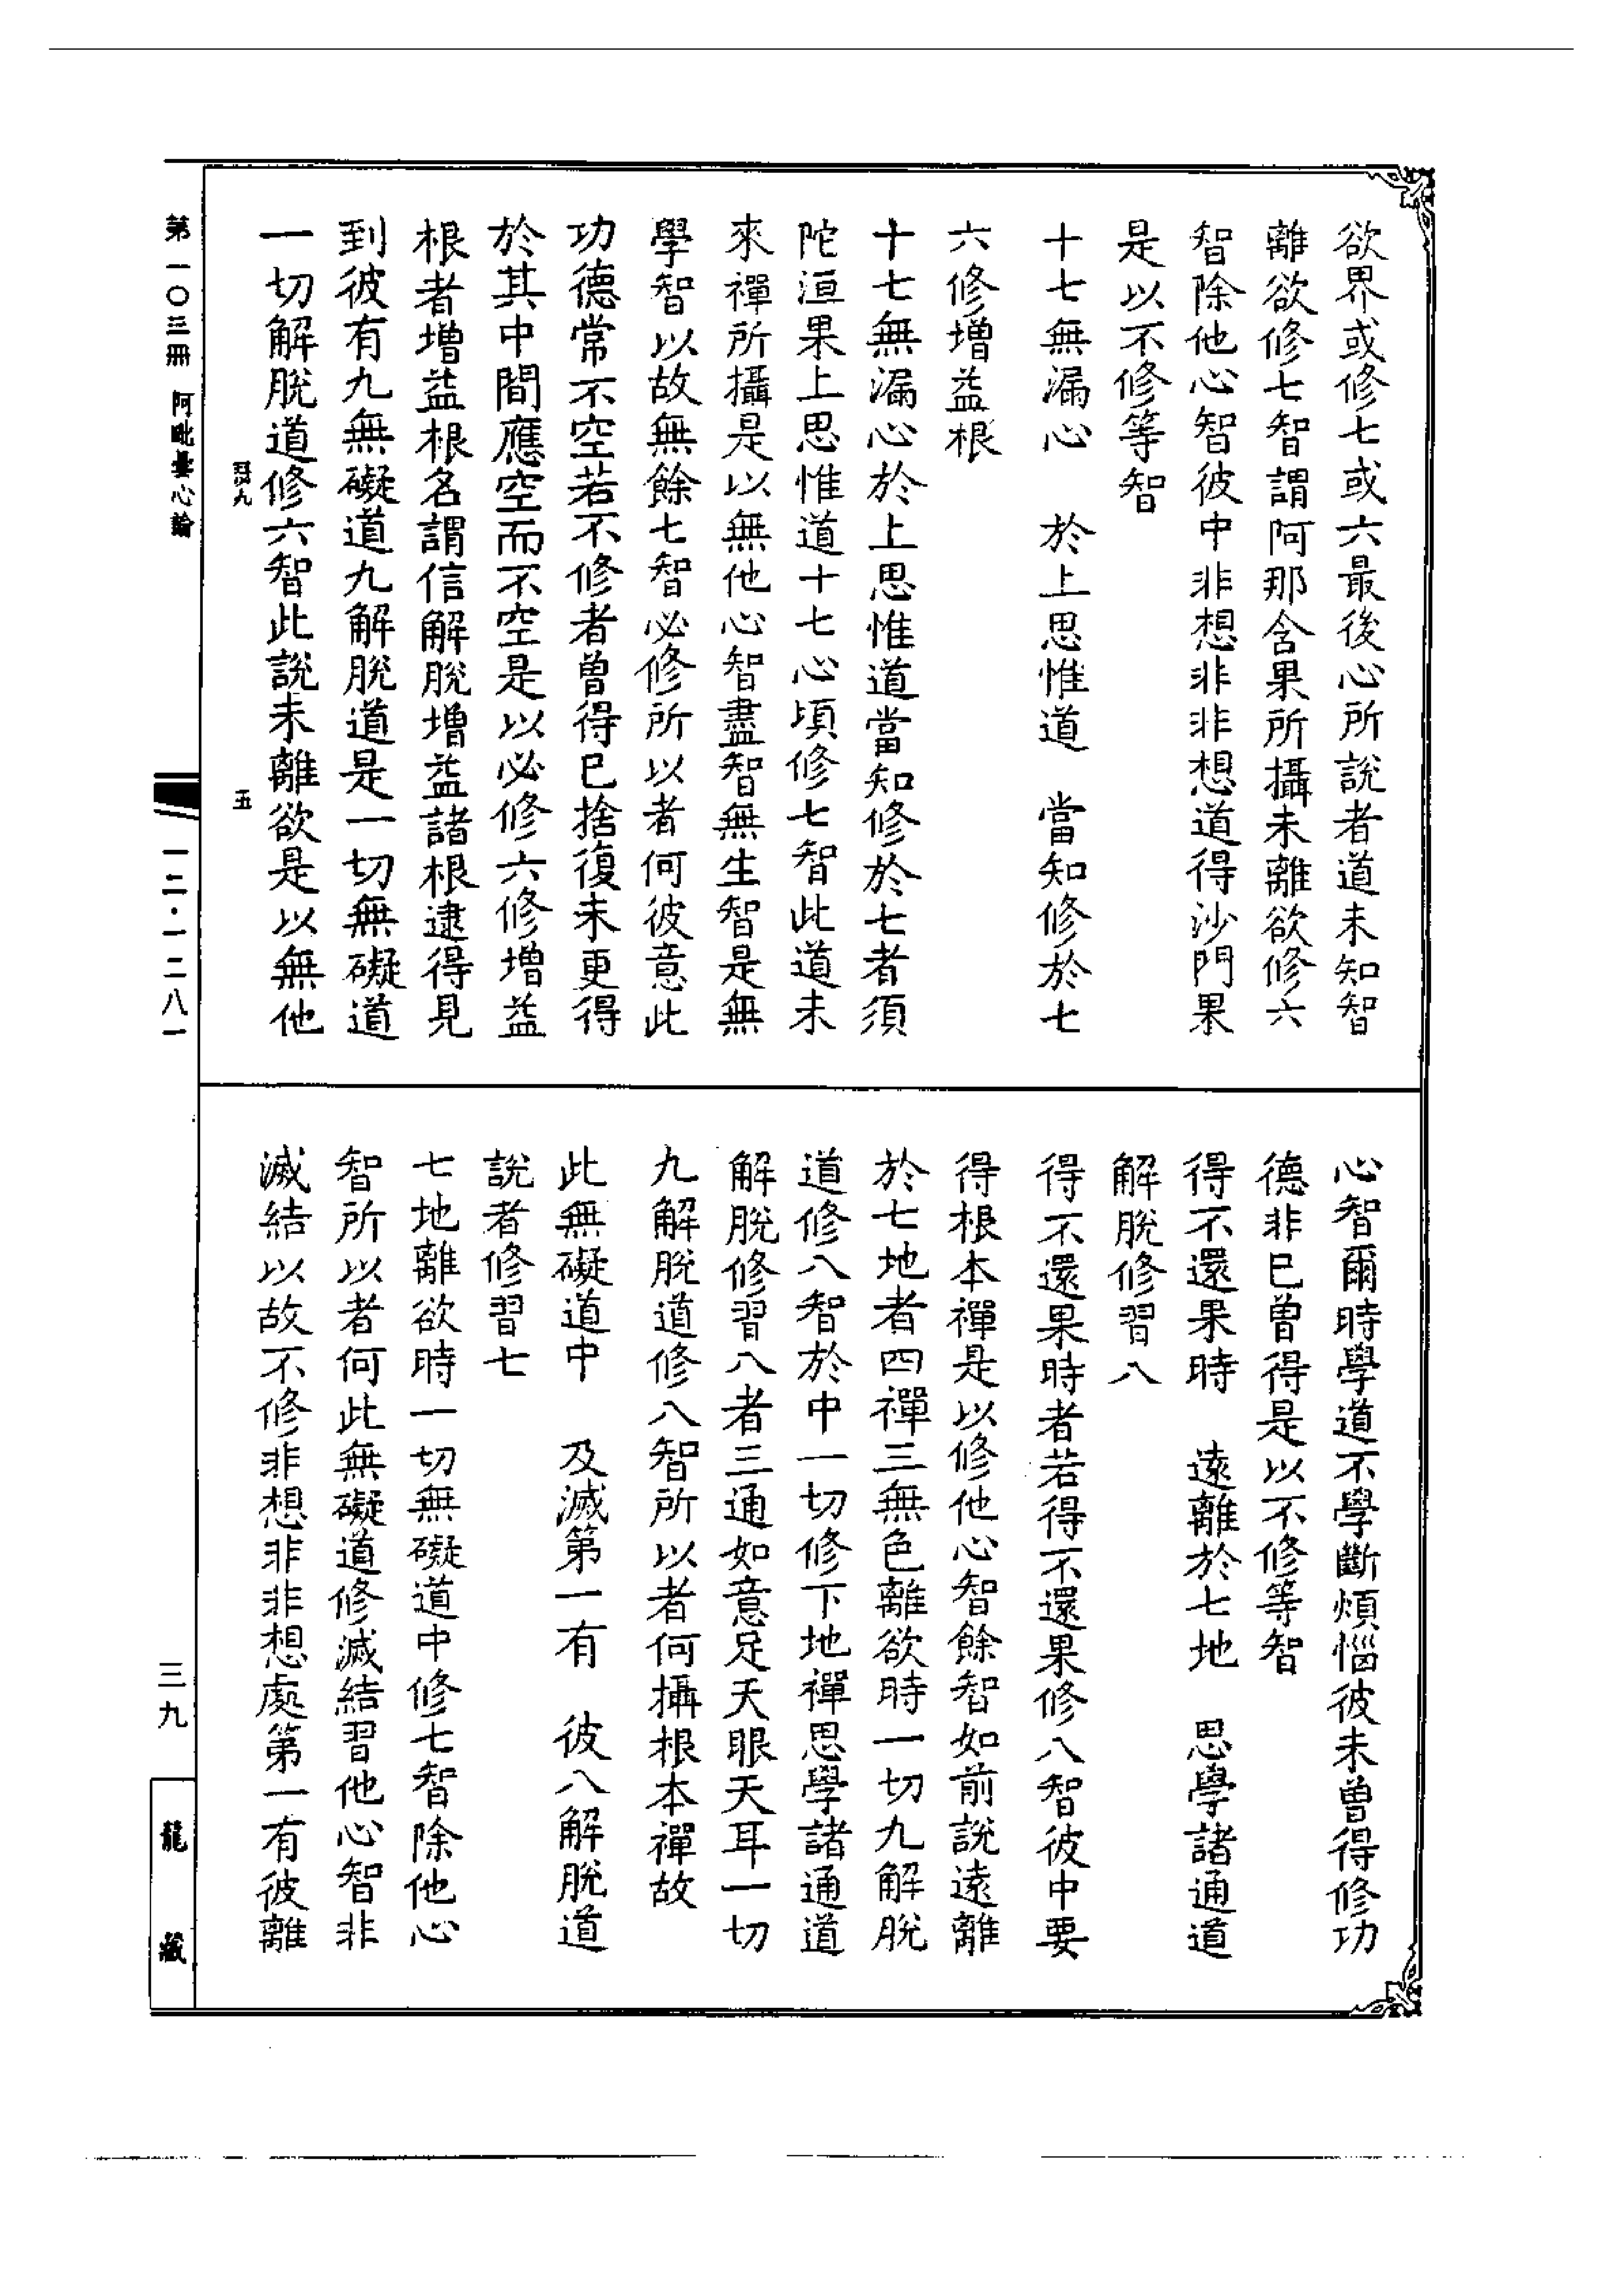 欲界或修七或六最後心所說者道未知智
離欲修七智謂阿那含果所攝未離欲修六
智除他心智彼中非想非非想道得沙門果
是以不修等智
十七無漏心　於上思惟道　當知修於七
六修增益根
十七無漏心於上思惟道當知修於七者須
陀洹果上思惟道十七心頃修七智此道未
來禪所攝是以無他心智盡智無生智是無
學智以故無餘七智必修所以者何彼意此
功德常不空若不修者曾得已捨復未更得
於其中間應空而不空是以必修六修增益
根者增益根名謂信解脫增益諸根逮得見
到彼有九無礙道九解脫道是一切無礙道
一切解脫道修六智此說未離欲是以無他
心智爾時學道不學斷煩惱彼未曾得修功
德非已曾得是以不修等智
得不還果時　遠離於七地　思學諸通道
解脫修習八
得不還果時者若得不還果修八智彼中要
得根本禪是以修他心智餘智如前說遠離
於七地者四禪三無色離欲時一切九解脫
道修八智於中一切修下地禪思學諸通道
解脫修習八者三通如意足天眼天耳一切
九解脫道修八智所以者何攝根本禪故
此無礙道中　及滅第一有　彼八解脫道
說者修習七
七地離欲時一切無礙道中修七智除他心
智所以者何此無礙道修滅結習他心智非
滅結以故不修非想非非想處第一有彼離
第一〇三冊　阿毗曇心論
九　五
一二·一二八一
三九
龍藏